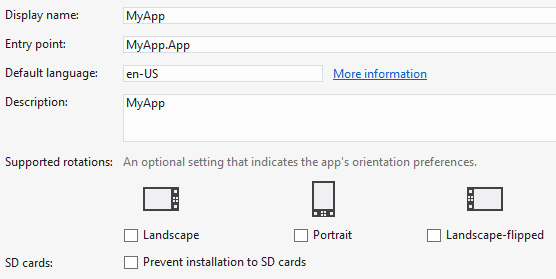 Display name: MyApp
Entry point: MyApp.App
Default language: en-US More information
Description: MyApp
Supported rotations: An optional setting that indicates the app's orientation preferences.
Landscape Portrait Landscape-flipped
SD cards: Prevent installation to SD cards